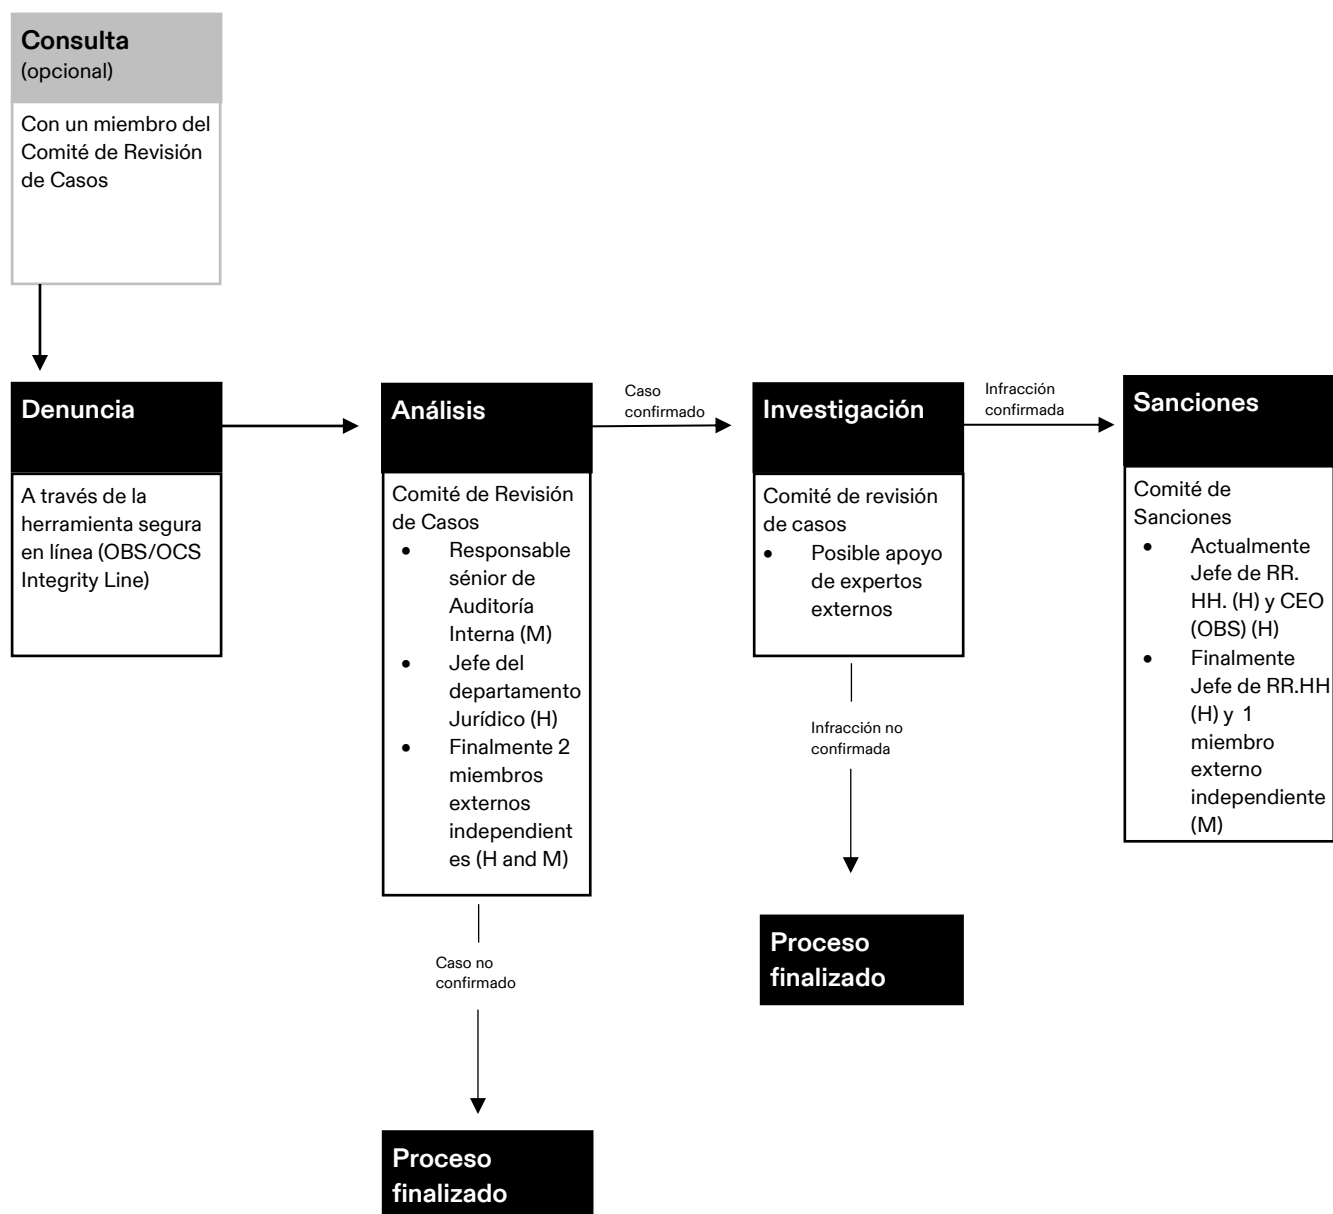 Consulta
(opcional)
Con un miembro del
Comité de Revisión
de Casos
Denuncia
A través de la
herramienta segura
en línea (OBS/OCS
Integrity Line)
Análisis
Comité de Revisión
de Casos
• Responsable
sénior de
Auditoría
Interna (M)
• Jefe del
departamento
Jurídico (H)
• Finalmente 2
miembros
externos
independient
es (H and M)
Caso
confirmado
Caso no
confirmado
Proceso
finalizado
Investigación
Comité de revisión
de casos
• Posible apoyo
de expertos
externos
Infracción
confirmada
Infracción no
confirmada
Proceso
finalizado
Sanciones
Comité de
Sanciones
• Actualmente
Jefe de RR.
HH. (H) y CEO
(OBS) (H)
• Finalmente
Jefe de RR.HH
(H) y 1
miembro
externo
independiente
(M)